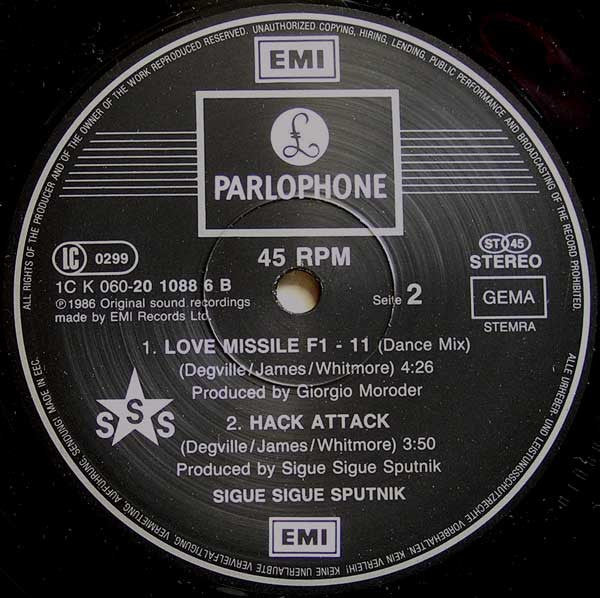 ALL RIGHTS OF THE PRODUCER AND OF THE OWNER OF THE WORK REPRODUCED RESERVED. UNAUTHORIZED COPYING, HIRING, LENDING, PUBLIC PERFORMANCE AND BROADCASTING OF THE RECORD PROHIBITED.
EMI
£
PARLOPHONE
LC 0299
45 RPM
ST 45
STEREO
1C K 060-20 1088 6 B
Ⓟ 1986 Original sound recordings
made by EMI Records Ltd.
Seite 2
GEMA
STEMRA
1. LOVE MISSILE F1 - 11 (Dance Mix)
(Degville/James/Whitmore) 4:26
Produced by Giorgio Moroder
SSS
2. HACK ATTACK
(Degville/James/Whitmore) 3:50
Produced by Sigue Sigue Sputnik
SIGUE SIGUE SPUTNIK
EMI
ALLE URHEBER- UND LEISTUNGSSCHUTZRECHTE VORBEHALTEN. KEIN VERLEIH! KEINE UNERLAUBTE VERVIELFÄLTIGUNG, VERMIETUNG, AUFFÜHRUNG, SENDUNG! MADE IN EEC.